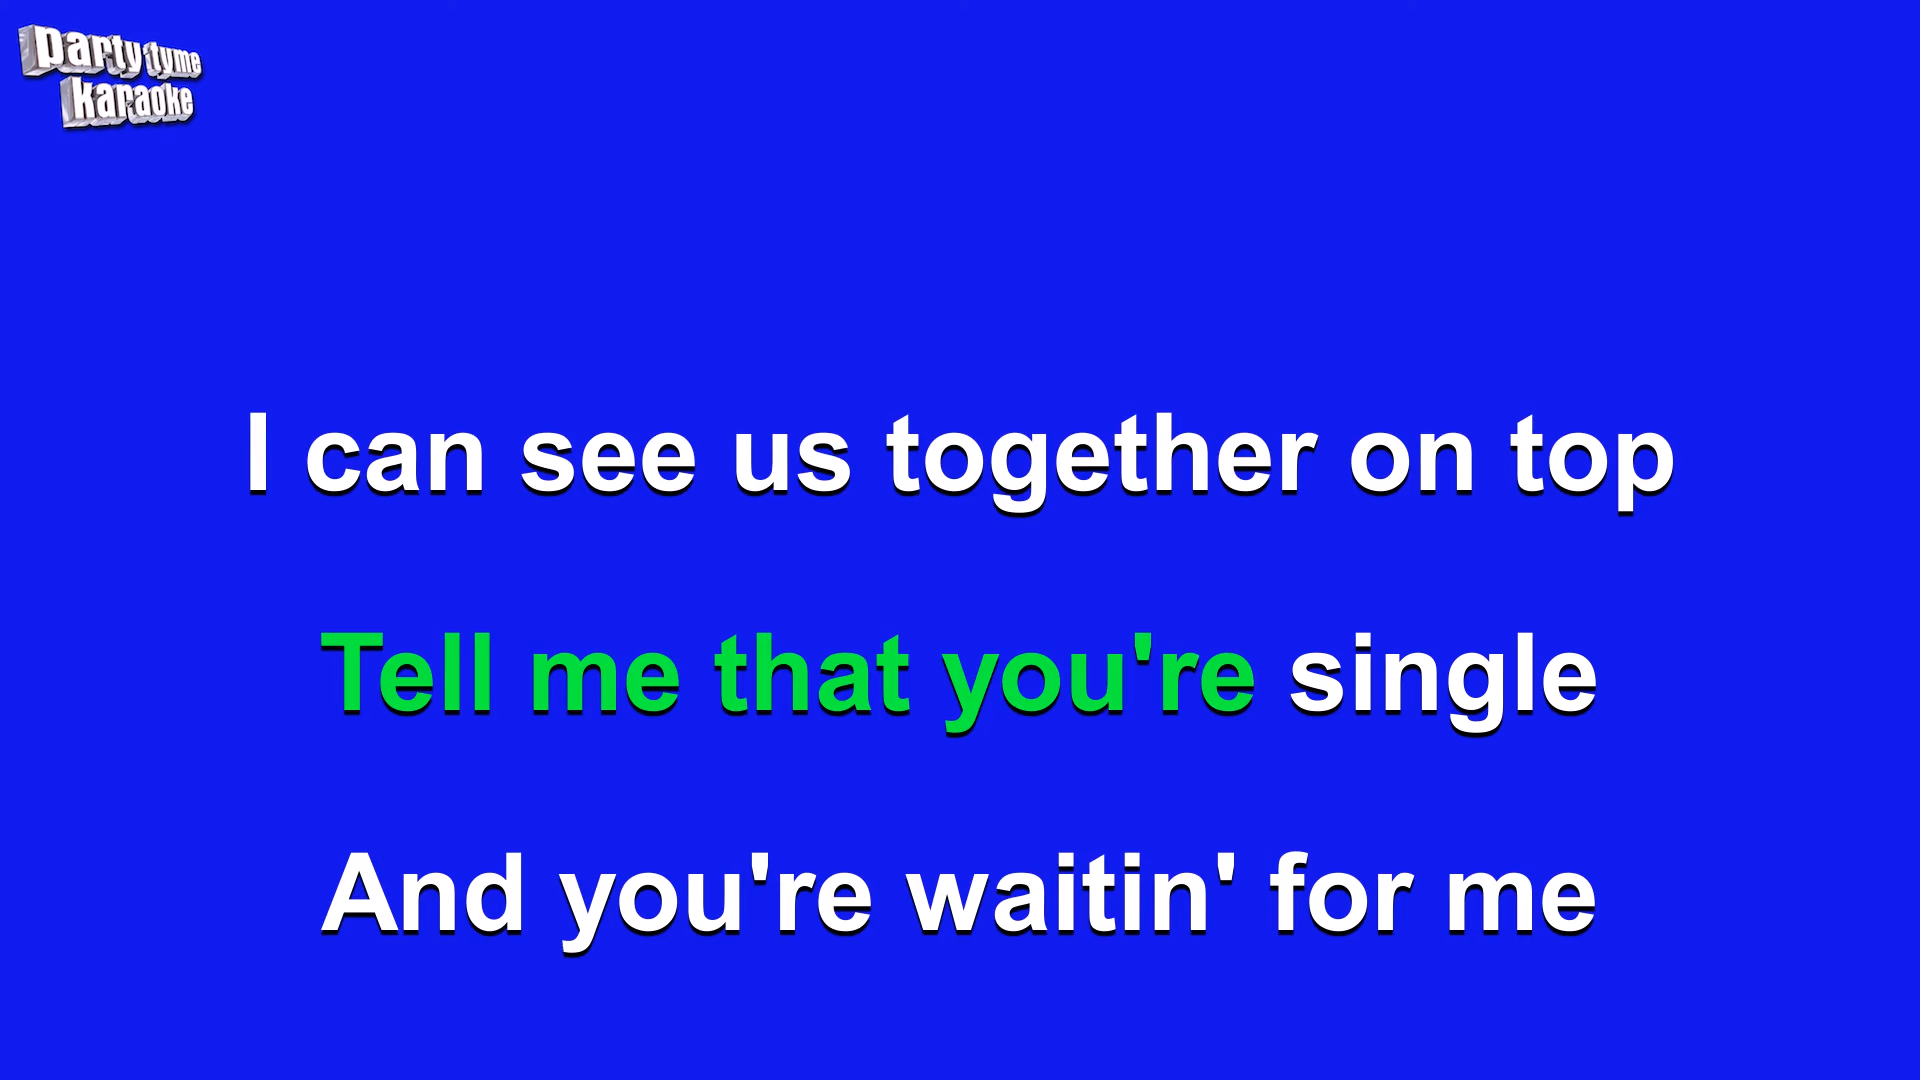 party tyme
karaoke
I can see us together on top
Tell me that you're single
And you're waitin' for me